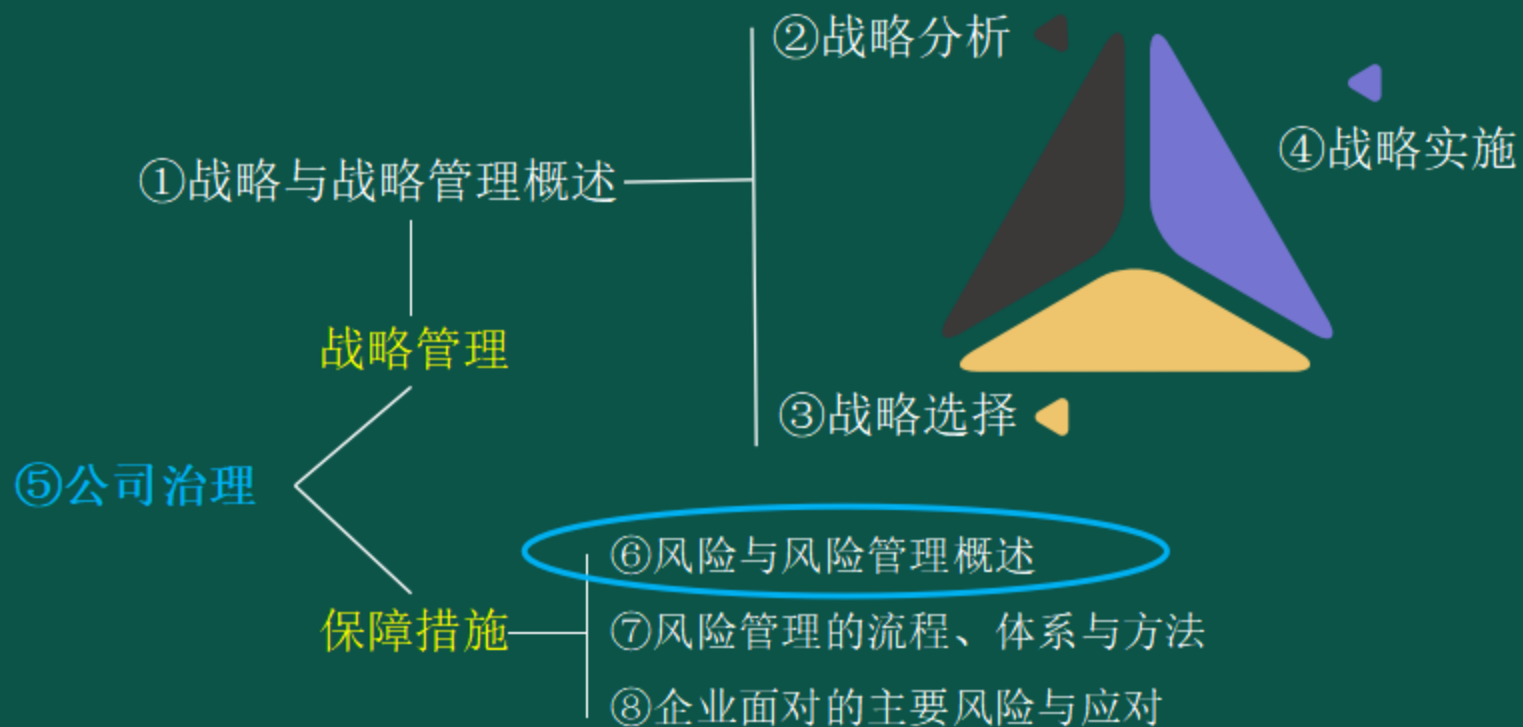 ②战略分析
④战略实施
①战略与战略管理概述
战略管理
③战略选择
⑤公司治理
⑥风险与风险管理概述
保障措施
⑦风险管理的流程、体系与方法
⑧企业面对的主要风险与应对